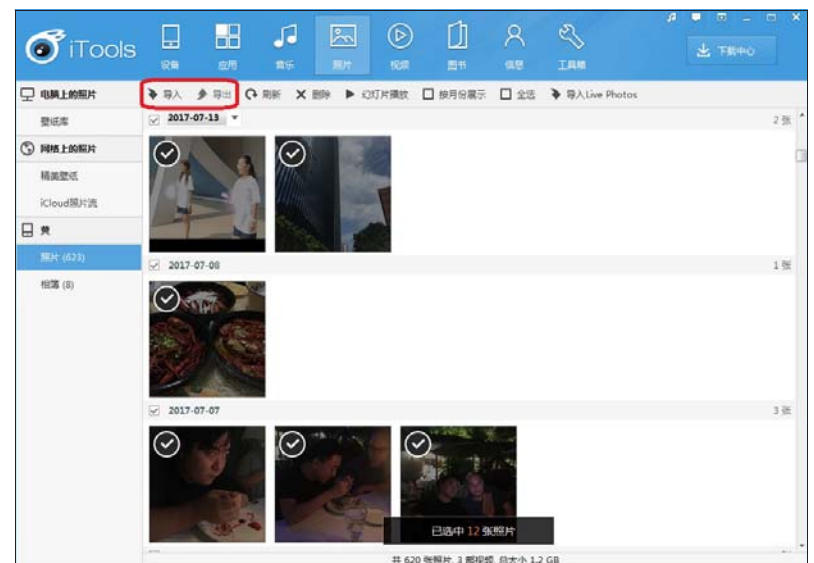 iTools
设备 应用 音乐 照片 视频 图书 信息 工具箱
下载中心
电脑上的照片
导入 导出 刷新 删除 幻灯片播放 按月份展示 全选 导入Live Photos
壁纸库
2017-07-13
2 张
网络上的照片
精美壁纸
iCloud照片流
黄
照片 (623)
2017-07-08
1 张
相簿 (8)
2017-07-07
3 张
已选中 12 张照片
共 620 张照片, 3 部视频, 总大小 1.2 GB